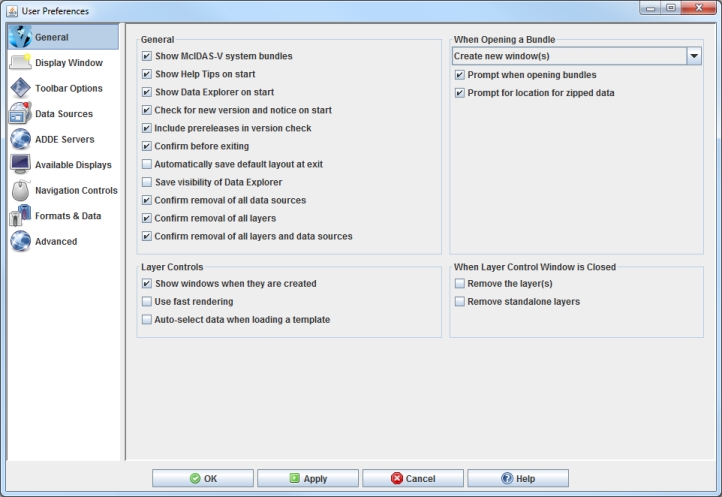 User Preferences
General
Display Window
Toolbar Options
Data Sources
ADDE Servers
Available Displays
Navigation Controls
Formats & Data
Advanced
General
Show McIDAS-V system bundles
Show Help Tips on start
Show Data Explorer on start
Check for new version and notice on start
Include prereleases in version check
Confirm before exiting
Automatically save default layout at exit
Save visibility of Data Explorer
Confirm removal of all data sources
Confirm removal of all layers
Confirm removal of all layers and data sources
When Opening a Bundle
Create new window(s)
Prompt when opening bundles
Prompt for location for zipped data
Layer Controls
Show windows when they are created
Use fast rendering
Auto-select data when loading a template
When Layer Control Window is Closed
Remove the layer(s)
Remove standalone layers
OK
Apply
Cancel
Help